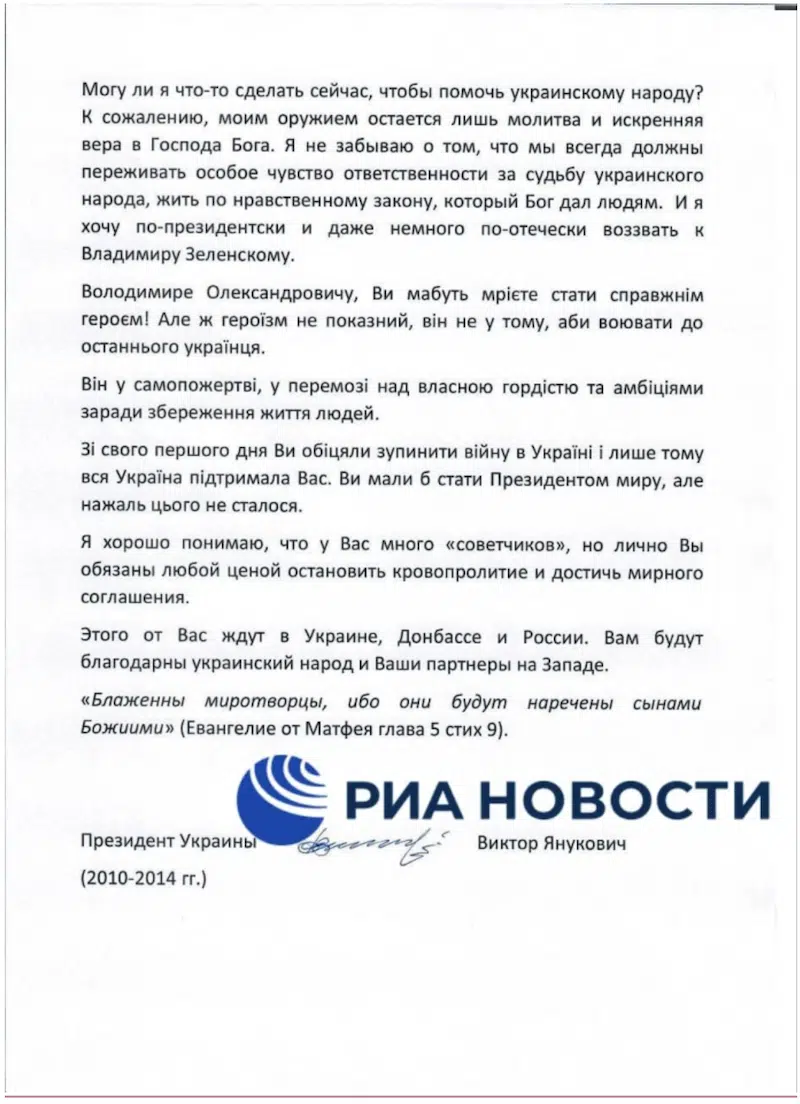 Могу ли я что-то сделать сейчас, чтобы помочь украинскому народу?
К сожалению, моим оружием остается лишь молитва и искренняя
вера в Господа Бога. Я не забываю о том, что мы всегда должны
переживать особое чувство ответственности за судьбу украинского
народа, жить по нравственному закону, который Бог дал людям. И я
хочу по-президентски и даже немного по-отечески воззвать к
Владимиру Зеленскому.
Володимире Олександровичу, Ви мабуть мрієте стати справжнім
героєм! Але ж героїзм не показний, він не у тому, аби воювати до
останнього українця.
Він у самопожертві, у перемозі над власною гордістю та амбіціями
заради збереження життя людей.
Зі свого першого дня Ви обіцяли зупинити війну в Україні і лише тому
вся Україна підтримала Вас. Ви мали б стати Президентом миру, але
нажаль цього не сталося.
Я хорошо понимаю, что у Вас много «советчиков», но лично Вы
обязаны любой ценой остановить кровопролитие и достичь мирного
соглашения.
Этого от Вас ждут в Украине, Донбассе и России. Вам будут
благодарны украинский народ и Ваши партнеры на Западе.
«Блаженны миротворцы, ибо они будут наречены сынами
Божиими» (Евангелие от Матфея глава 5 стих 9).
РИА НОВОСТИ
Президент Украины Виктор Янукович
(2010-2014 гг.)